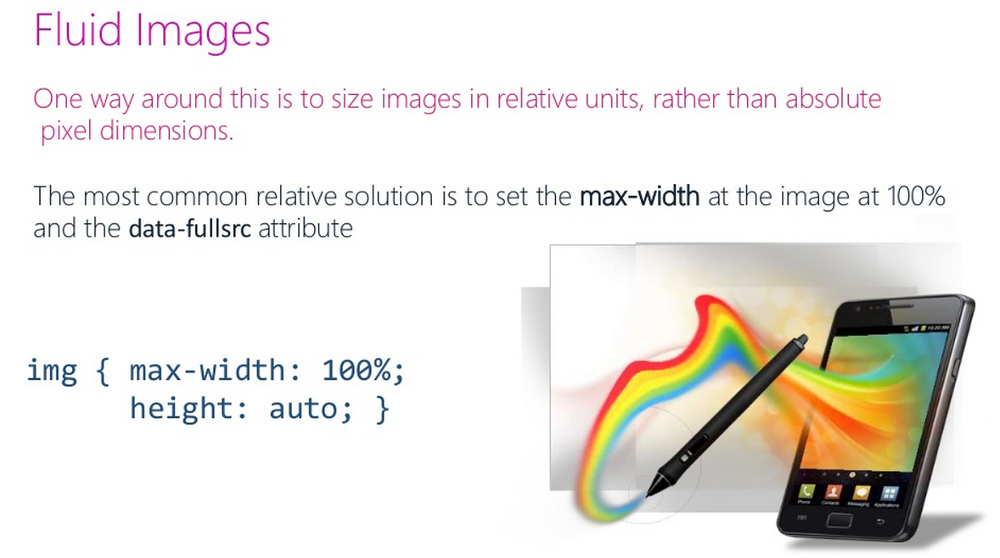 Fluid Images
One way around this is to size images in relative units, rather than absolute
pixel dimensions.
The most common relative solution is to set the max-width at the image at 100%
and the data-fullsrc attribute
img { max-width: 100%;
height: auto; }
10:20 AM
Phone Contacts Messaging Applications